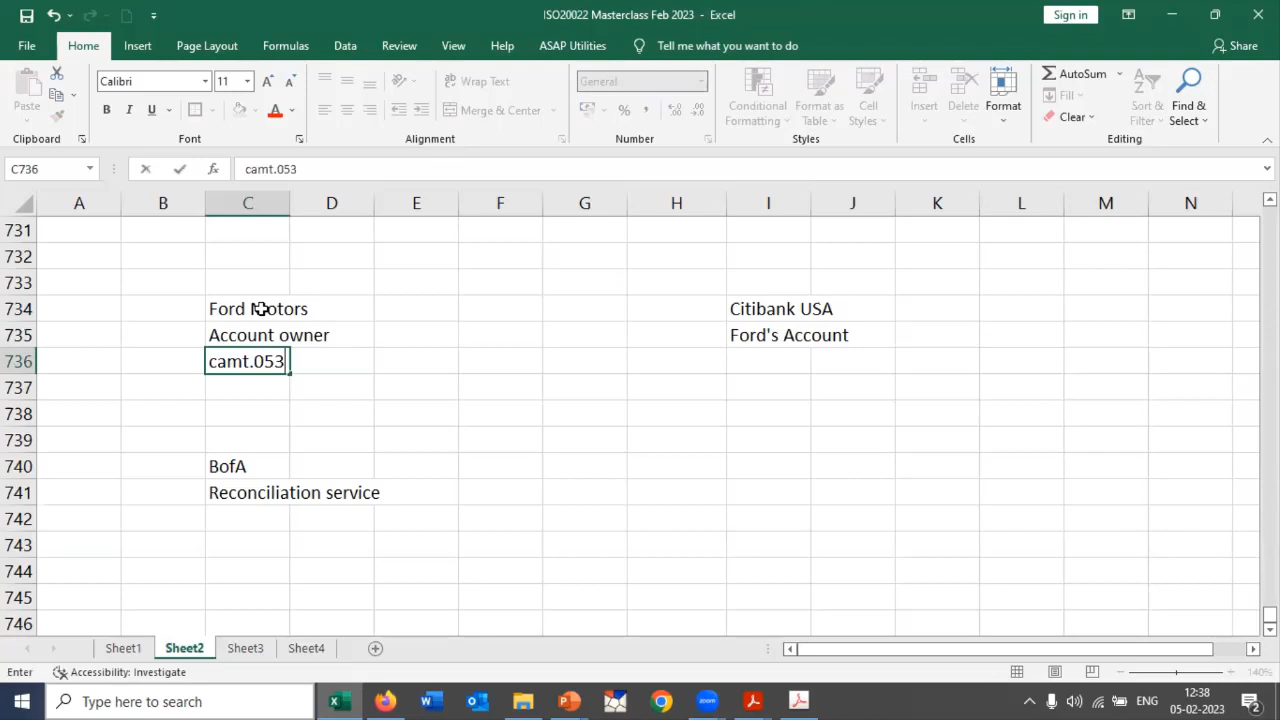 ISO20022 Masterclass Feb 2023 - Excel
Sign in
File Home Insert Page Layout Formulas Data Review View Help ASAP Utilities Tell me what you want to do Share
Paste
Calibri 11
B I U
A
Wrap Text
Merge & Center
General
%
Conditional Formatting
Format as Table
Cell Styles
Insert
Delete
Format
AutoSum
Fill
Clear
Sort & Filter
Find & Select
Clipboard Font Alignment Number Styles Cells Editing
C736 fx camt.053
A B C D E F G H I J K L M N
731
732
733
734 Ford Motors Citibank USA
735 Account owner Ford's Account
736 camt.053
737
738
739
740 BofA
741 Reconciliation service
742
743
744
745
746
Sheet1 Sheet2 Sheet3 Sheet4
Enter Accessibility: Investigate 140%
Type here to search
zoom
ENG
12:38
05-02-2023
2